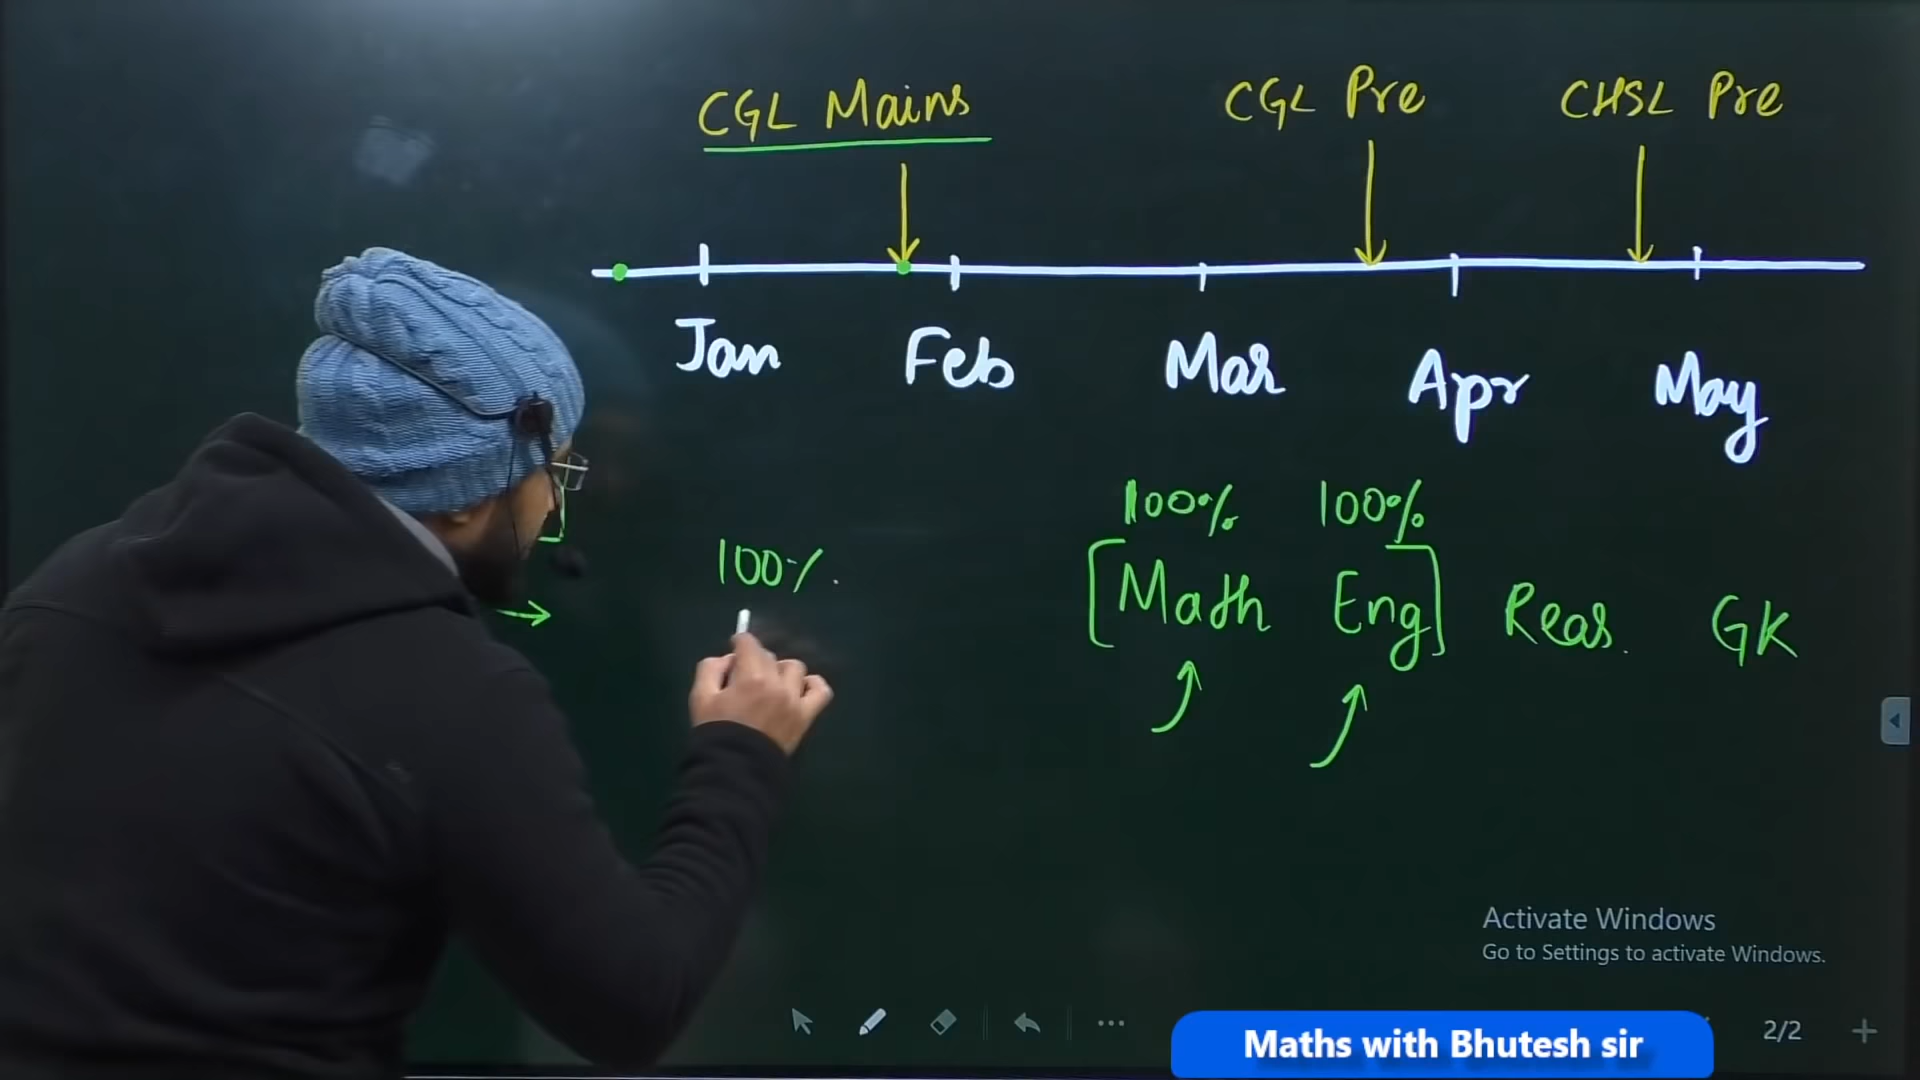 CGL Mains CGL Pre CHSL Pre
Jan Feb Mar Apr May
100% 100%
100%.
[Math Eng] Reas. GK
Activate Windows
Go to Settings to activate Windows.
2/2
Maths with Bhutesh sir